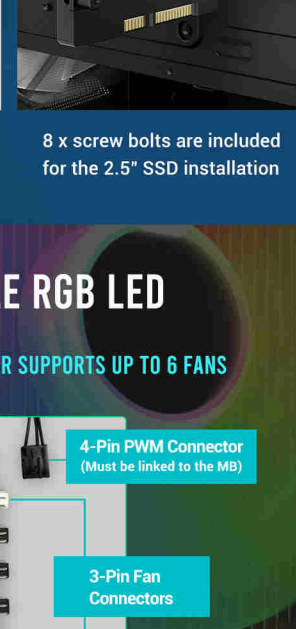 8 x screw bolts are included
for the 2.5" SSD installation
E RGB LED
R SUPPORTS UP TO 6 FANS
4-Pin PWM Connector
(Must be linked to the MB)
3-Pin Fan
Connectors